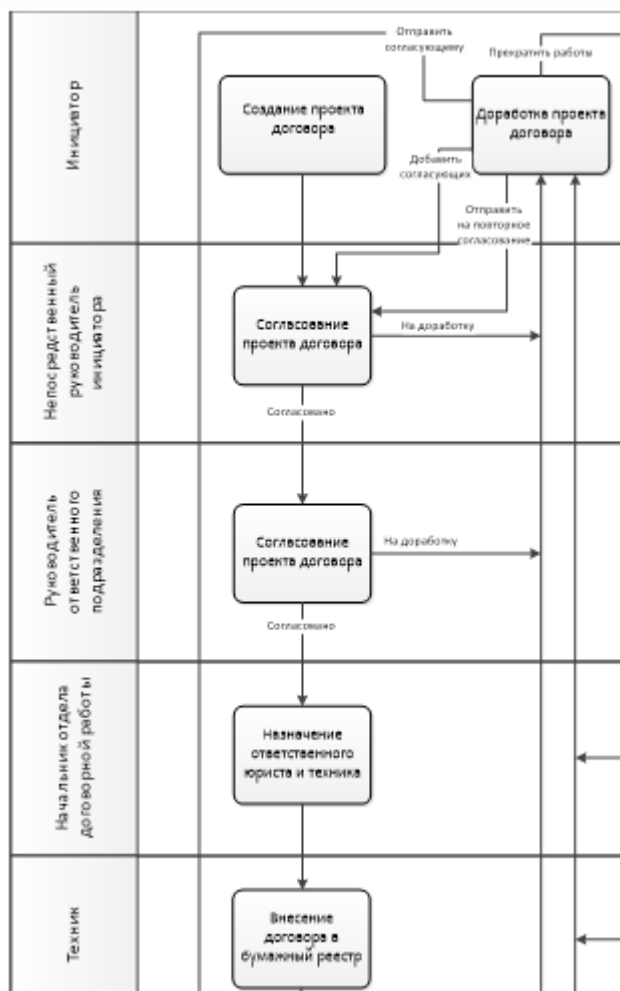 Инициатор
Создание проекта
договора
Отправить
согласующему
Прекратить работы
Доработка проекта
договора
Добавить
согласующих
Отправить
на повторное
согласование
Непосредственный
руководитель
инициатора
Согласование
проекта договора
На доработку
Согласовано
Руководитель
ответственного
подразделения
Согласование
проекта договора
На доработку
Согласовано
Начальник отдела
договорной работы
Назначение
ответственного
юриста и техника
Техник
Внесение
договора в
бумажный реестр